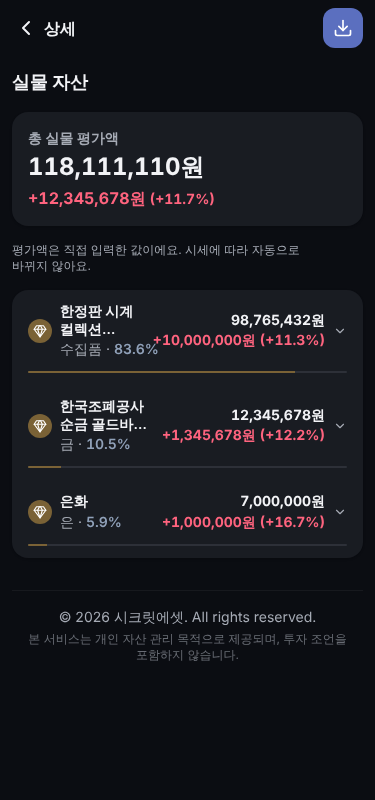 상세
실물 자산
총 실물 평가액
118,111,110원
+12,345,678원 (+11.7%)
평가액은 직접 입력한 값이에요. 시세에 따라 자동으로
바뀌지 않아요.
한정판 시계
컬렉션...
수집품 · 83.6%
98,765,432원
+10,000,000원 (+11.3%)
한국조폐공사
순금 골드바...
금 · 10.5%
12,345,678원
+1,345,678원 (+12.2%)
은화
은 · 5.9%
7,000,000원
+1,000,000원 (+16.7%)
© 2026 시크릿에셋. All rights reserved.
본 서비스는 개인 자산 관리 목적으로 제공되며, 투자 조언을
포함하지 않습니다.